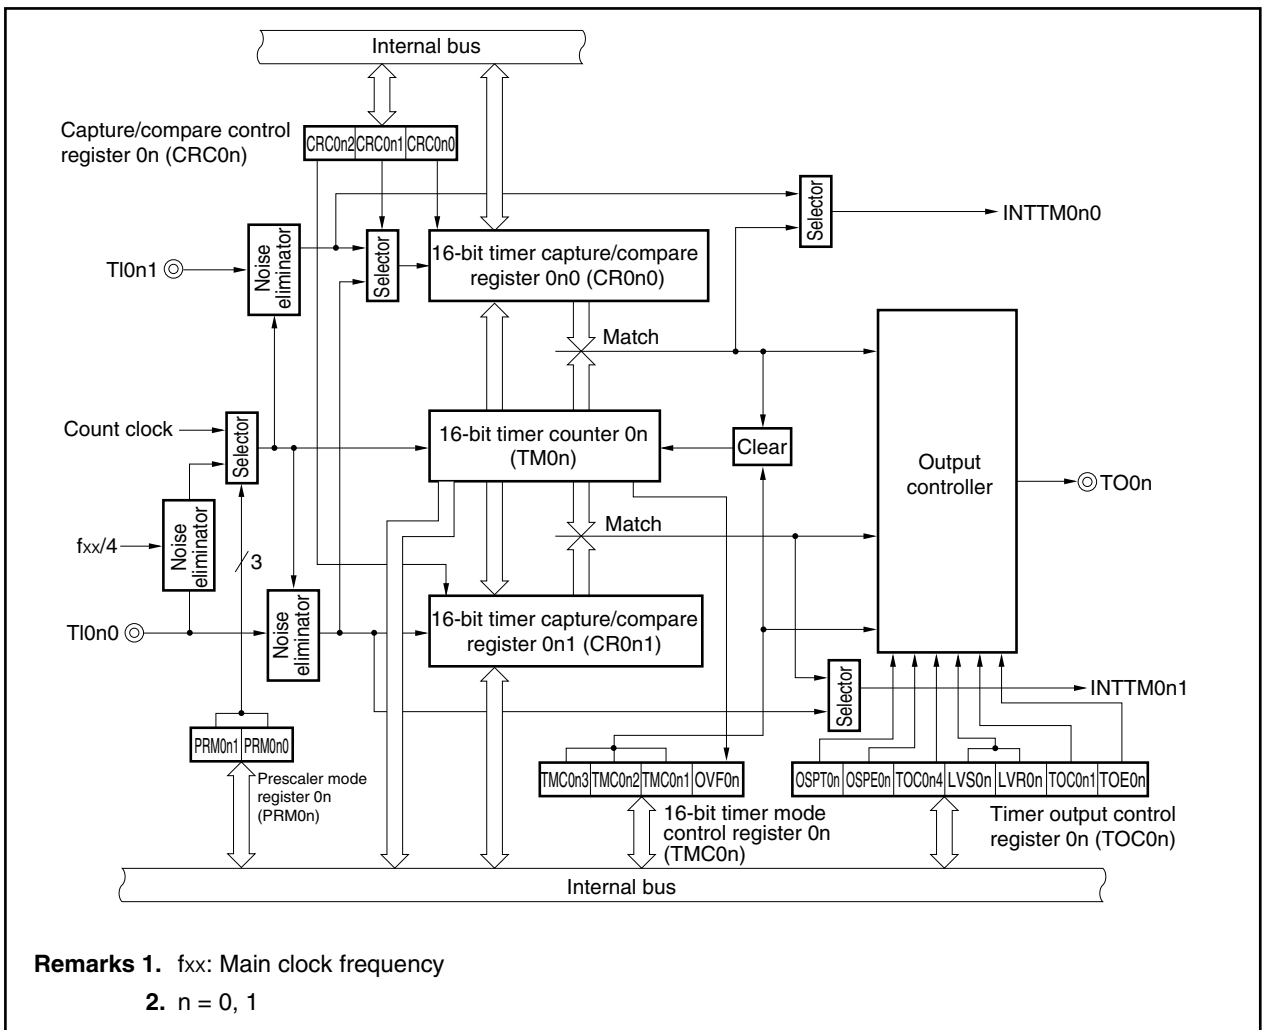 Internal bus
Capture/compare control
register 0n (CRC0n)
CRC0n2 CRC0n1 CRC0n0
Selector
INTTM0n0
TI0n1
Noise
eliminator
Selector
16-bit timer capture/compare
register 0n0 (CR0n0)
Match
Count clock
Selector
16-bit timer counter 0n
(TM0n)
Clear
Output
controller
TO0n
fxx/4
Noise
eliminator
3
Match
TI0n0
Noise
eliminator
16-bit timer capture/compare
register 0n1 (CR0n1)
Selector
INTTM0n1
PRM0n1 PRM0n0
Prescaler mode
register 0n
(PRM0n)
TMC0n3 TMC0n2 TMC0n1 OVF0n
16-bit timer mode
control register 0n
(TMC0n)
OSPT0n OSPE0n TOC0n4 LVS0n LVR0n TOC0n1 TOE0n
Timer output control
register 0n (TOC0n)
Internal bus
Remarks 1. fxx: Main clock frequency
2. n = 0, 1